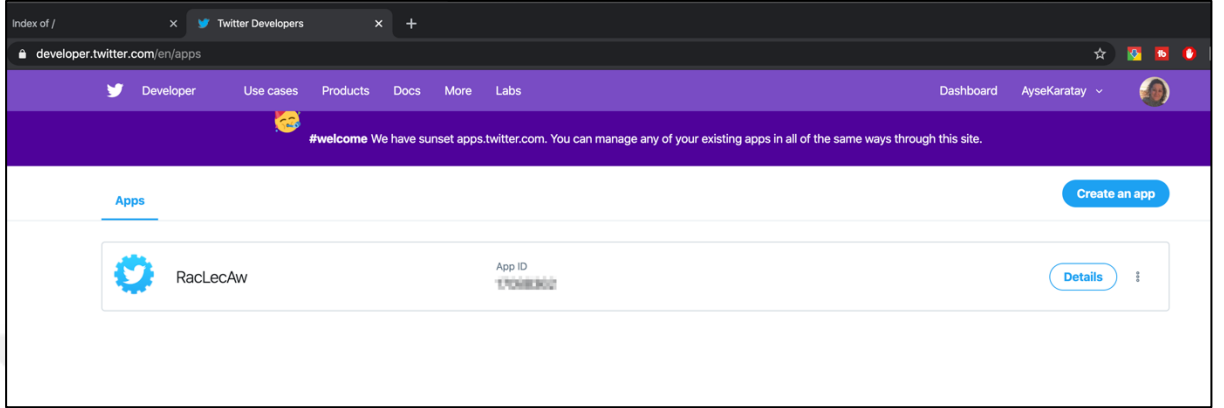 Index of /
Twitter Developers
developer.twitter.com/en/apps
Developer Use cases Products Docs More Labs Dashboard AyseKaratay
#welcome We have sunset apps.twitter.com. You can manage any of your existing apps in all of the same ways through this site.
Apps
Create an app
RacLecAw
App ID
Details